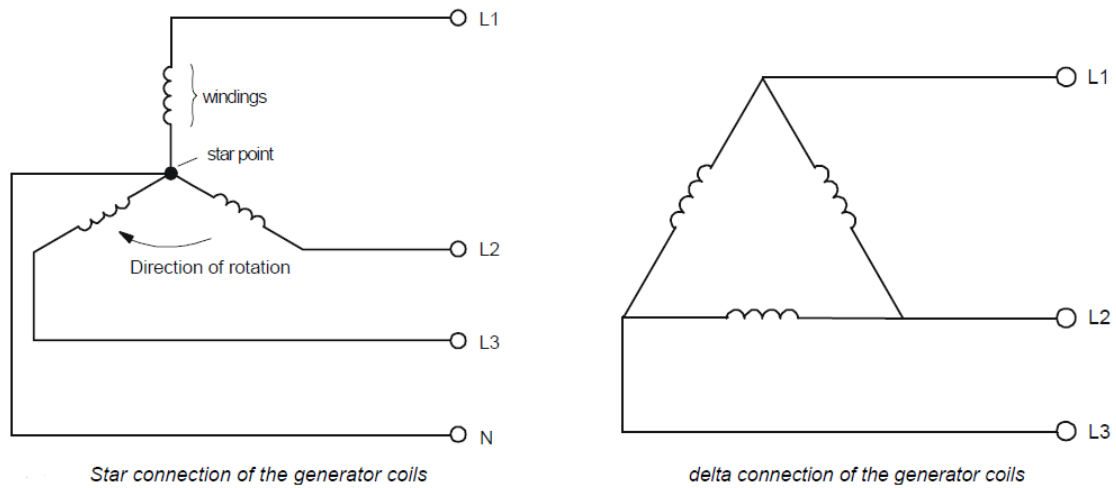 L1
windings
star point
Direction of rotation
L2
L3
N
Star connection of the generator coils
L1
L2
L3
delta connection of the generator coils